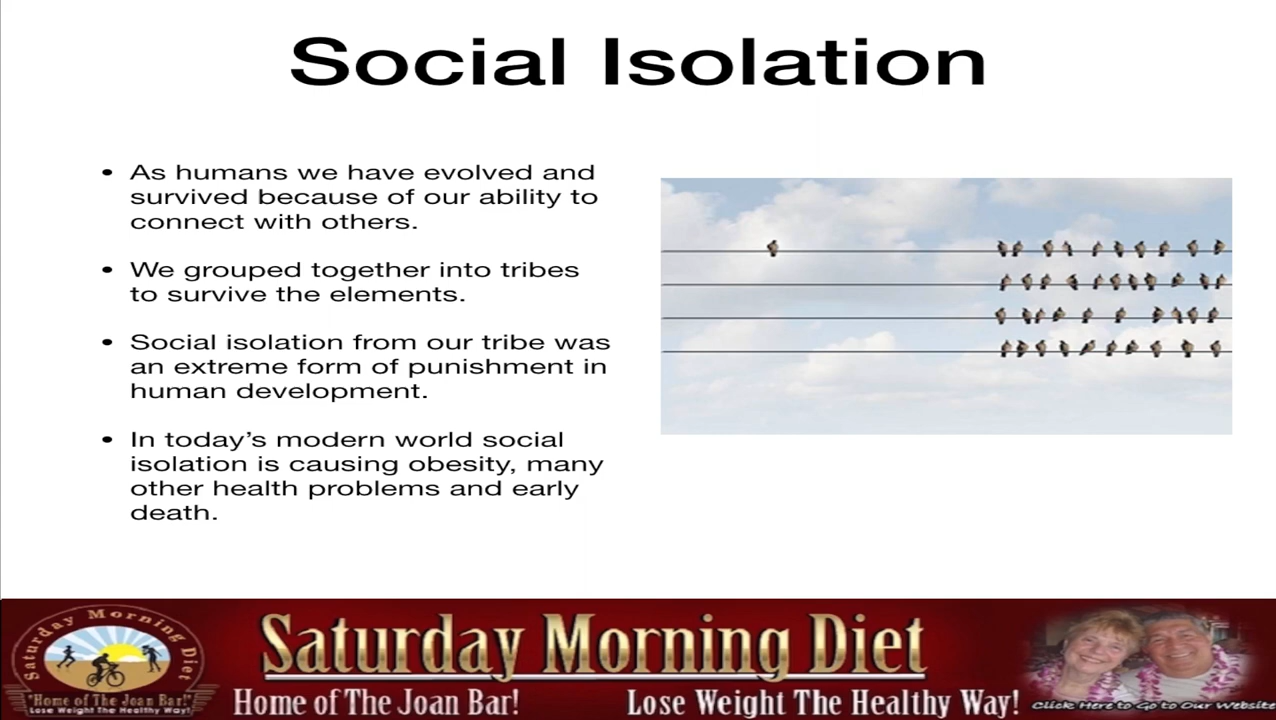 Social Isolation
• As humans we have evolved and
survived because of our ability to
connect with others.
• We grouped together into tribes
to survive the elements.
• Social isolation from our tribe was
an extreme form of punishment in
human development.
• In today's modern world social
isolation is causing obesity, many
other health problems and early
death.
Saturday Morning Diet
"Home of The Joan Bar!"
Lose Weight The Healthy Way!
Saturday Morning Diet
Home of The Joan Bar! Lose Weight The Healthy Way!
Click Here to Go to Our Website